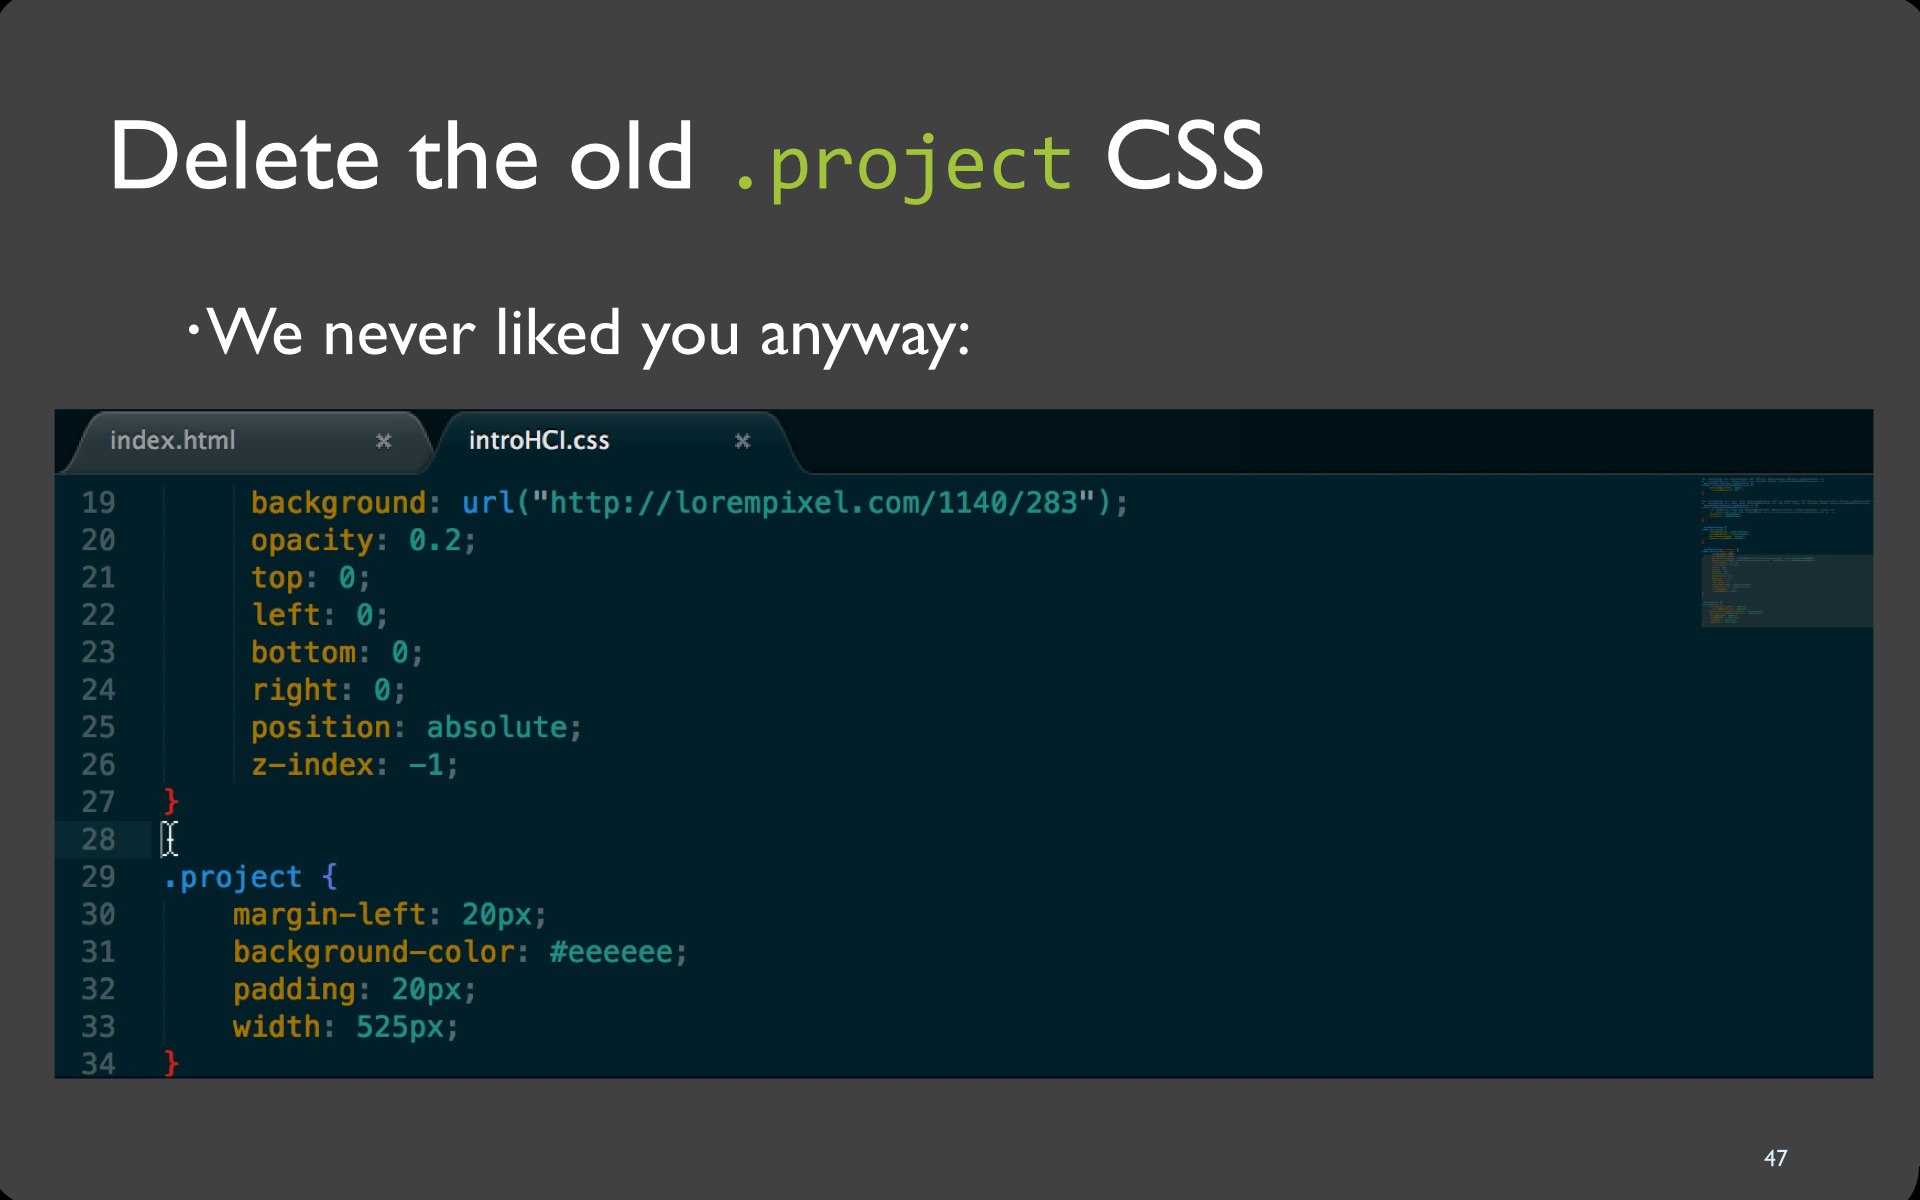 Delete the old .project CSS
·We never liked you anyway:
index.html × introHCI.css ×
19 background: url("http://lorempixel.com/1140/283");
20 opacity: 0.2;
21 top: 0;
22 left: 0;
23 bottom: 0;
24 right: 0;
25 position: absolute;
26 z-index: -1;
27 }
28
29 .project {
30 margin-left: 20px;
31 background-color: #eeeeee;
32 padding: 20px;
33 width: 525px;
34 }
47